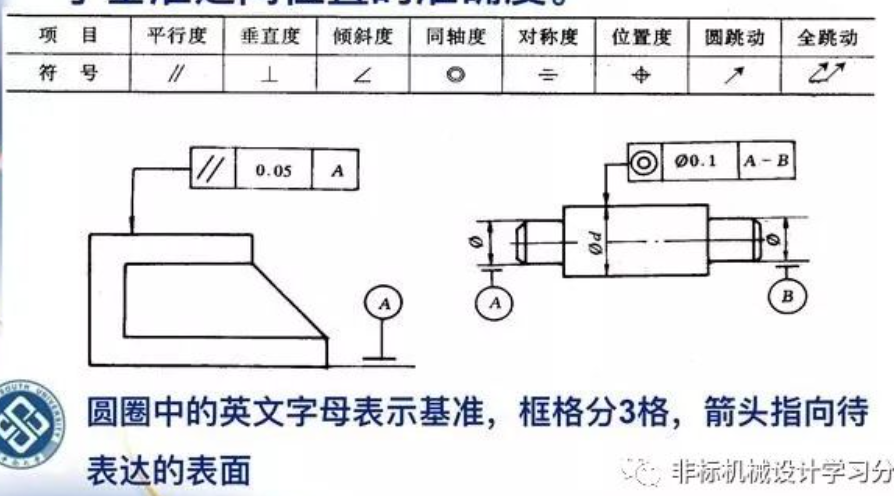 项 目 平行度 垂直度 倾斜度 同轴度 对称度 位置度 圆跳动 全跳动
符 号 // ⊥ ∠ ◎ ⌯ ⌖ ↗ ⌰
// 0.05 A
◎ Ø0.1 A-B
Ø Ød Ø
A
A B
圆圈中的英文字母表示基准，框格分3格，箭头指向待
表达的表面
非标机械设计学习分